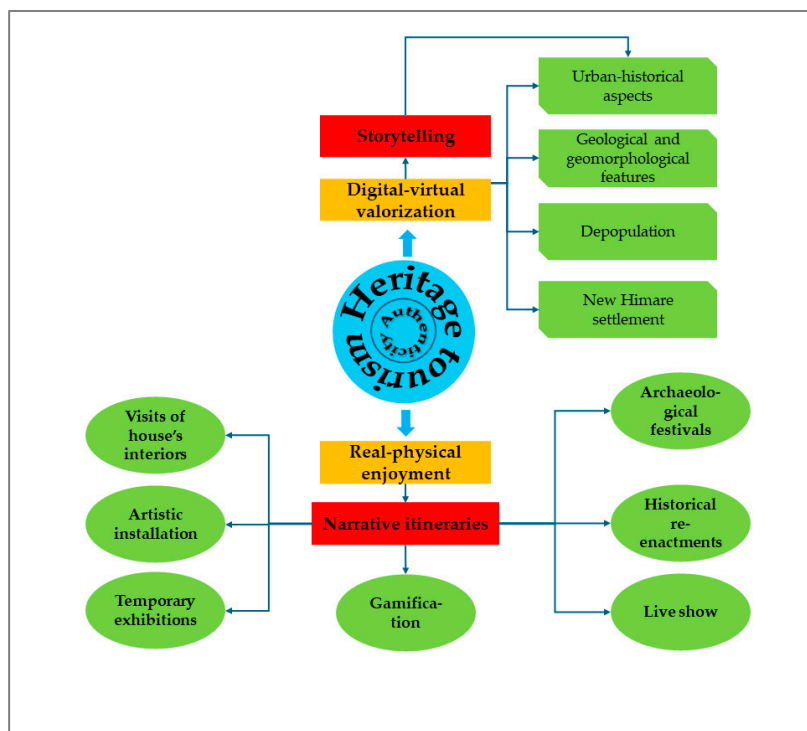 Urban-historical
aspects
Storytelling
Geological and
geomorphological
features
Digital-virtual
valorization
Depopulation
New Himare
settlement
Heritage tourism
Authenticity
Visits of
house's
interiors
Archaeolo-
gical
festivals
Real-physical
enjoyment
Artistic
installation
Narrative itineraries
Historical
re-
enactments
Temporary
exhibitions
Gamifica-
tion
Live show